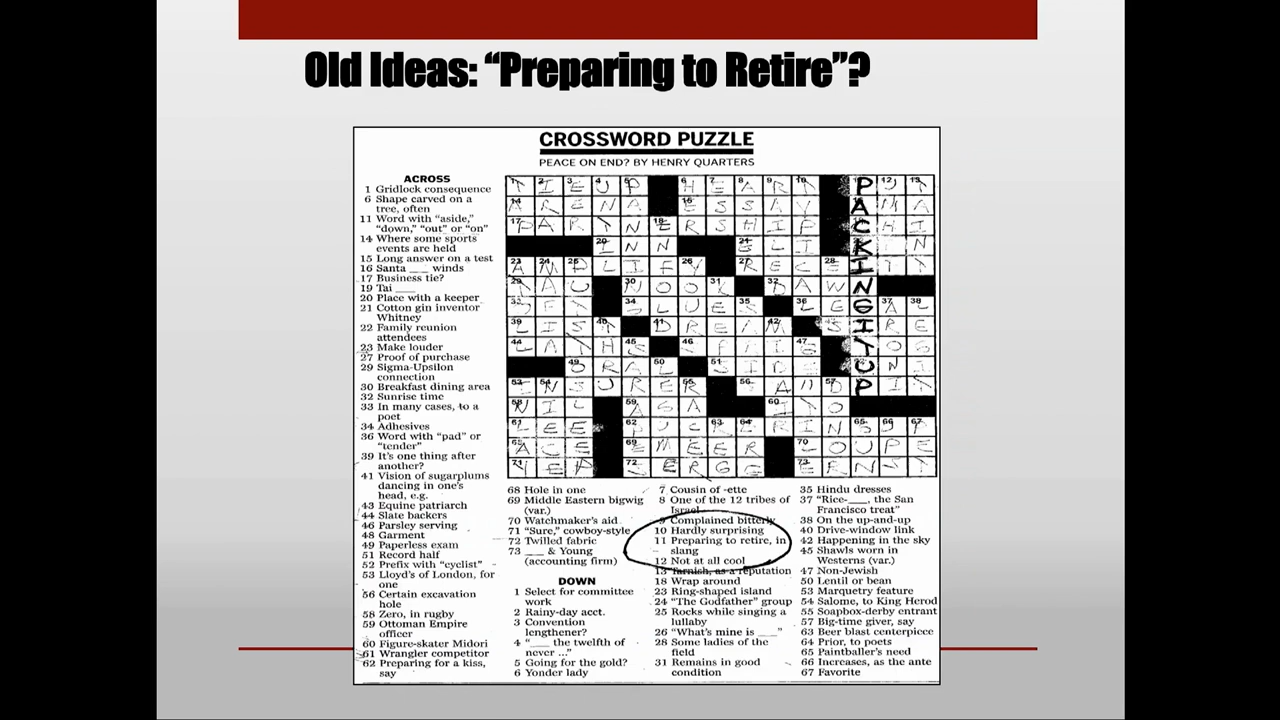 Old Ideas: “Preparing to Retire”?
CROSSWORD PUZZLE
PEACE ON END? BY HENRY QUARTERS
ACROSS
1 Gridlock consequence
6 Shape carved on a
tree, often
11 Word with “aside,”
“down,” “out” or “on”
14 Where some sports
events are held
15 Long answer on a test
16 Santa ___ winds
17 Business tie?
19 Tai ___
20 Place with a keeper
21 Cotton gin inventor
Whitney
22 Family reunion
attendees
23 Make louder
27 Proof of purchase
29 Sigma-Upsilon
connection
30 Breakfast dining area
32 Sunrise time
33 In many cases, to a
poet
34 Adhesives
36 Word with “pad” or
“tender”
39 It’s one thing after
another?
41 Vision of sugarplums
dancing in one’s
head, e.g.
43 Equine patriarch
44 Slate backers
46 Parsley serving
48 Garment
49 Paperless exam
51 Record half
52 Prefix with “cyclist”
53 Lloyd’s of London, for
one
56 Certain excavation
hole
58 Zero, in rugby
59 Ottoman Empire
officer
60 Figure-skater Midori
61 Wrangler competitor
62 Preparing for a kiss,
say
68 Hole in one
69 Middle Eastern bigwig
(var.)
70 Watchmaker’s aid
71 “Sure,” cowboy-style
72 Twilled fabric
73 ___ & Young
(accounting firm)
DOWN
1 Select for committee
work
2 Rainy-day acct.
3 Convention
lengthener?
4 “___ the twelfth of
never ...”
5 Going for the gold?
6 Yonder lady
7 Cousin of -ette
8 One of the 12 tribes of
Israel
9 Complained bitterly
10 Hardly surprising
11 Preparing to retire, in
slang
12 Not at all cool
13 Tarnish, as a reputation
18 Wrap around
23 Ring-shaped island
24 “The Godfather” group
25 Rocks while singing a
lullaby
26 “What’s mine is ___”
28 Some ladies of the
field
31 Remains in good
condition
35 Hindu dresses
37 “Rice-___, the San
Francisco treat”
38 On the up-and-up
40 Drive-window link
42 Happening in the sky
45 Shawls worn in
Westerns (var.)
47 Non-Jewish
50 Lentil or bean
53 Marquetry feature
54 Salome, to King Herod
55 Soapbox-derby entrant
57 Big-time giver, say
63 Beer blast centerpiece
64 Prior, to poets
65 Paintballer’s need
66 Increases, as the ante
67 Favorite
PACKINGITUP